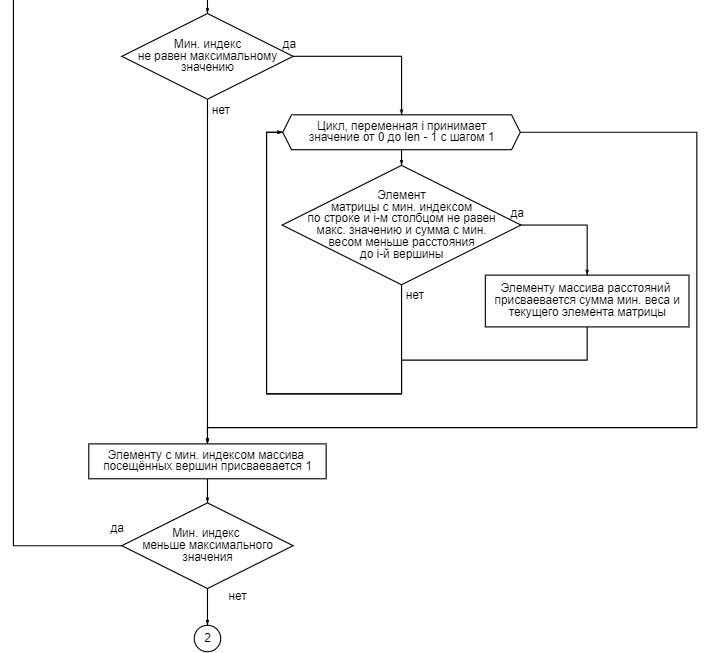 Мин. индекс
не равен максимальному
значению
да
нет
Цикл, переменная i принимает
значение от 0 до len - 1 с шагом 1
Элемент
матрицы с мин. индексом
по строке и i-м столбцом не равен
макс. значению и сумма с мин.
весом меньше расстояния
до i-й вершины
да
нет
Элементу массива расстояний
присваевается сумма мин. веса и
текущего элемента матрицы
Элементу с мин. индексом массива
посещённых вершин присваевается 1
Мин. индекс
меньше максимального
значения
да
нет
2